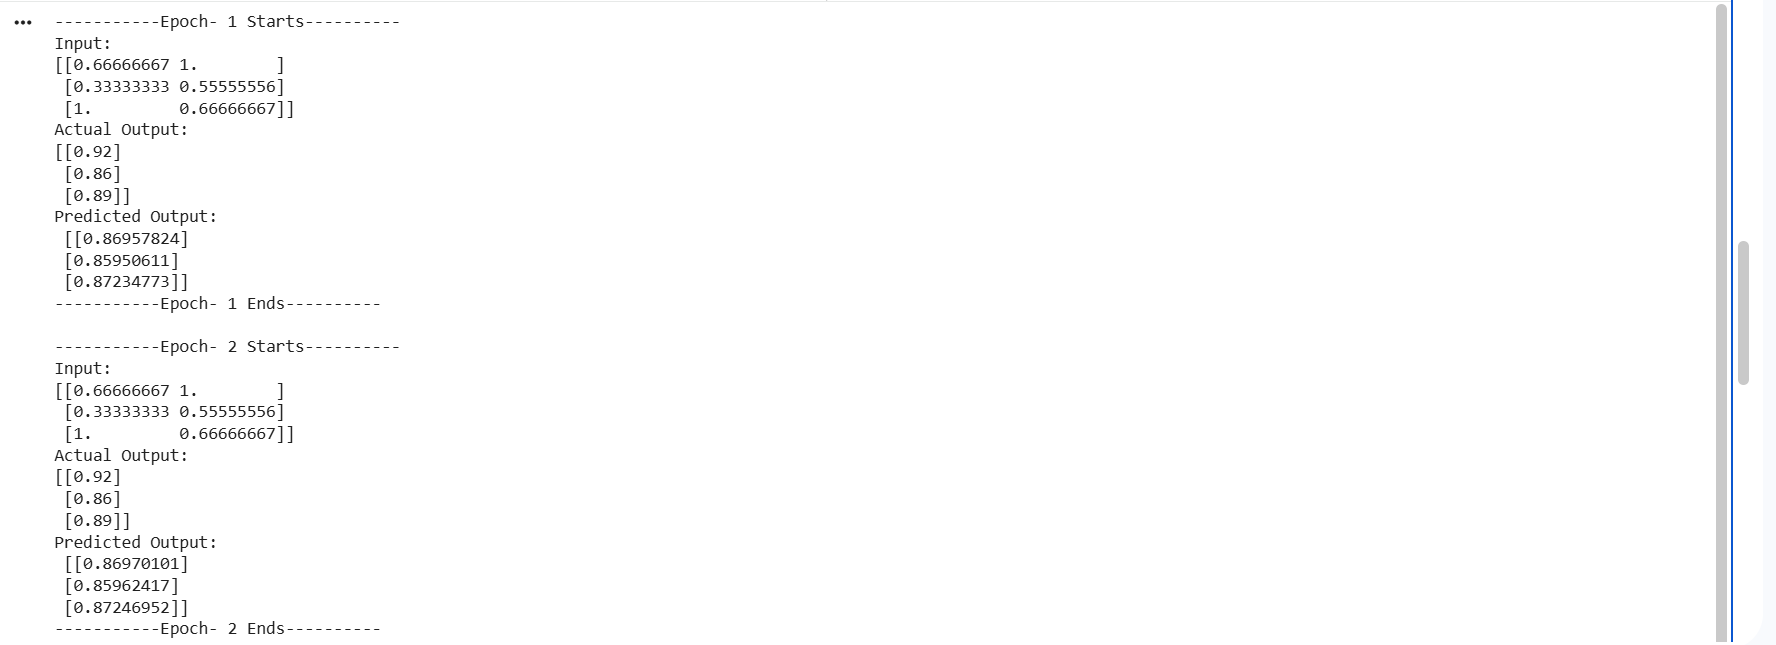 -----------Epoch- 1 Starts----------
Input:
[[0.66666667 1.        ]
 [0.33333333 0.55555556]
 [1.         0.66666667]]
Actual Output:
[[0.92]
 [0.86]
 [0.89]]
Predicted Output:
 [[0.86957824]
 [0.85950611]
 [0.87234773]]
-----------Epoch- 1 Ends----------

-----------Epoch- 2 Starts----------
Input:
[[0.66666667 1.        ]
 [0.33333333 0.55555556]
 [1.         0.66666667]]
Actual Output:
[[0.92]
 [0.86]
 [0.89]]
Predicted Output:
 [[0.86970101]
 [0.85962417]
 [0.87246952]]
-----------Epoch- 2 Ends----------